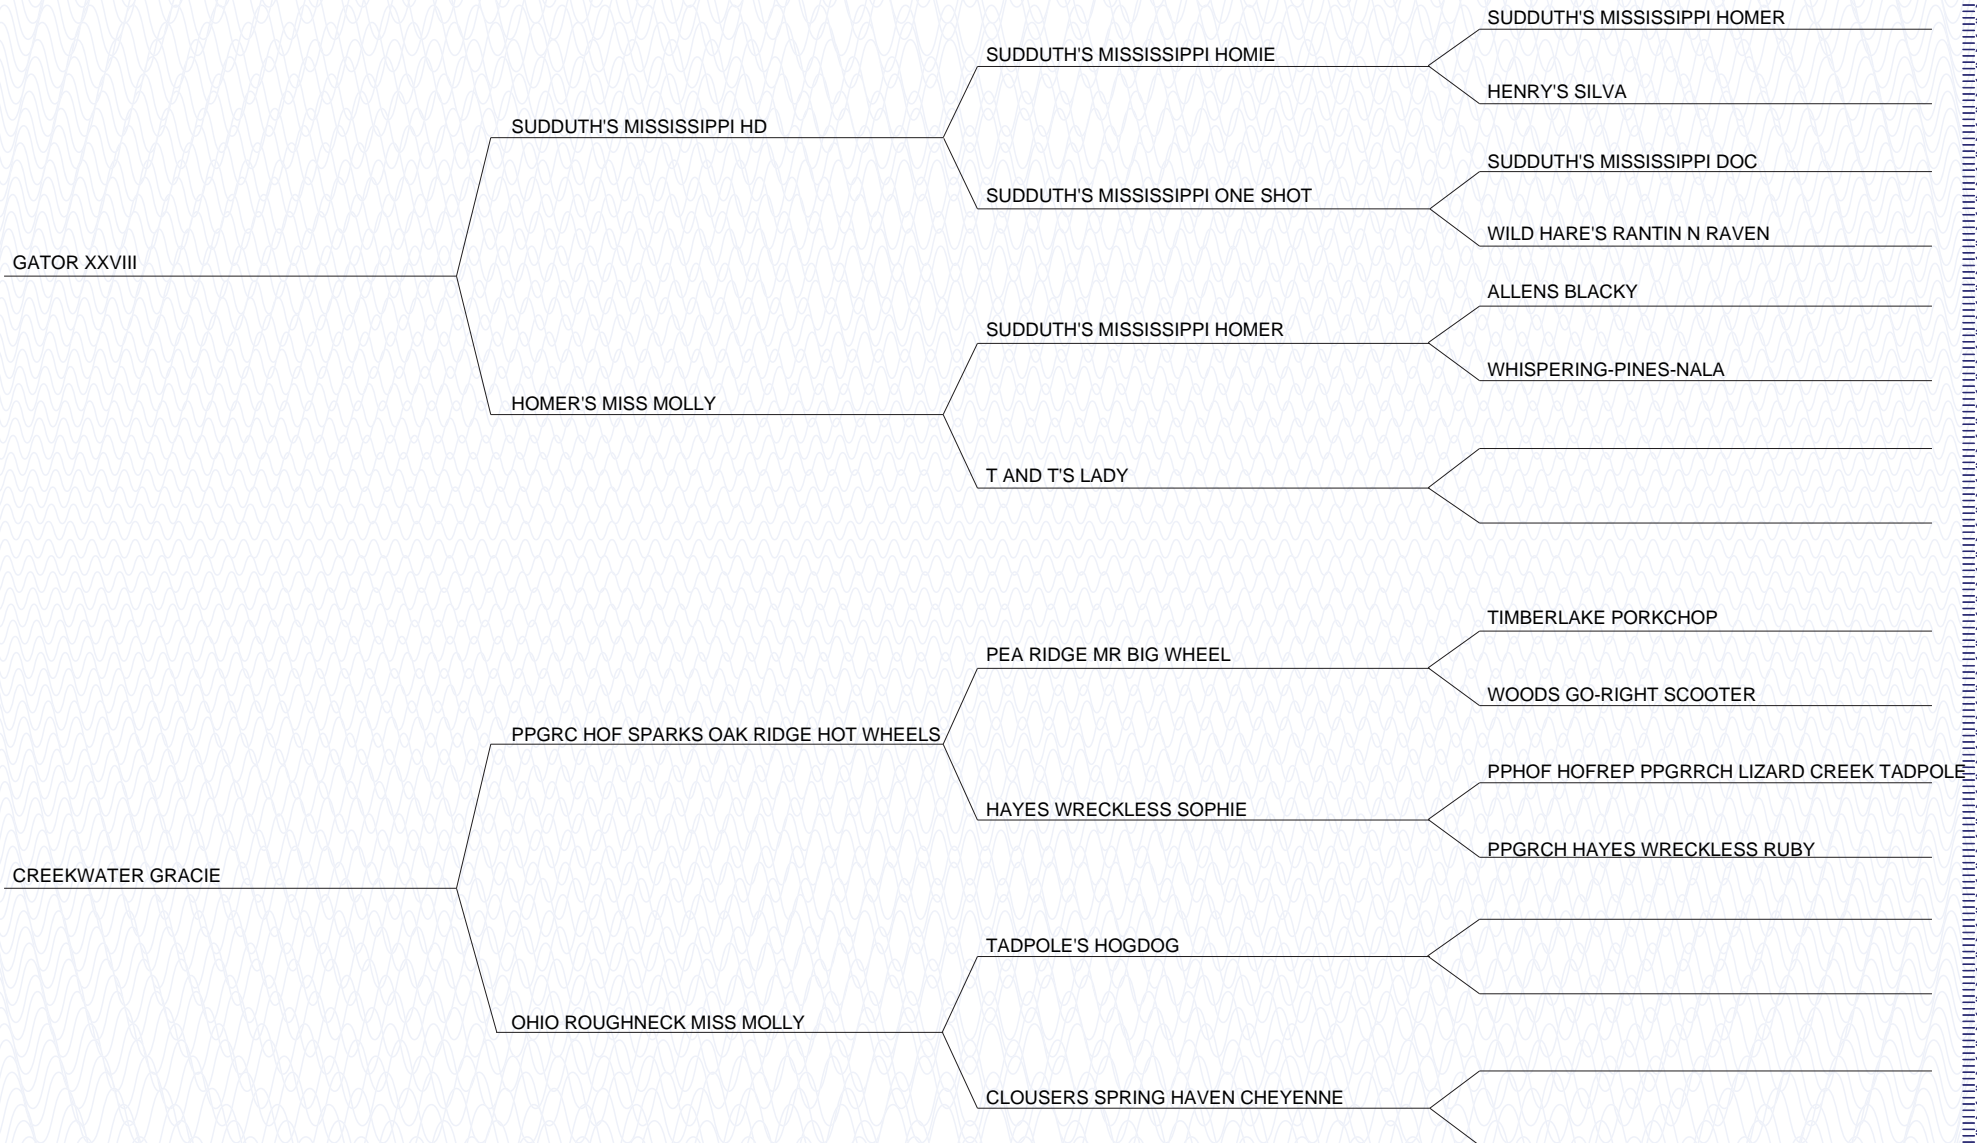 SUDDUTH'S MISSISSIPPI HOMER
SUDDUTH'S MISSISSIPPI HOMIE
HENRY'S SILVA
SUDDUTH'S MISSISSIPPI HD
SUDDUTH'S MISSISSIPPI DOC
SUDDUTH'S MISSISSIPPI ONE SHOT
WILD HARE'S RANTIN N RAVEN
GATOR XXVIII
ALLENS BLACKY
SUDDUTH'S MISSISSIPPI HOMER
WHISPERING-PINES-NALA
HOMER'S MISS MOLLY
T AND T'S LADY
TIMBERLAKE PORKCHOP
PEA RIDGE MR BIG WHEEL
WOODS GO-RIGHT SCOOTER
PPGRC HOF SPARKS OAK RIDGE HOT WHEELS
PPHOF HOFREP PPGRRCH LIZARD CREEK TADPOLE
HAYES WRECKLESS SOPHIE
PPGRCH HAYES WRECKLESS RUBY
CREEKWATER GRACIE
TADPOLE'S HOGDOG
OHIO ROUGHNECK MISS MOLLY
CLOUSERS SPRING HAVEN CHEYENNE